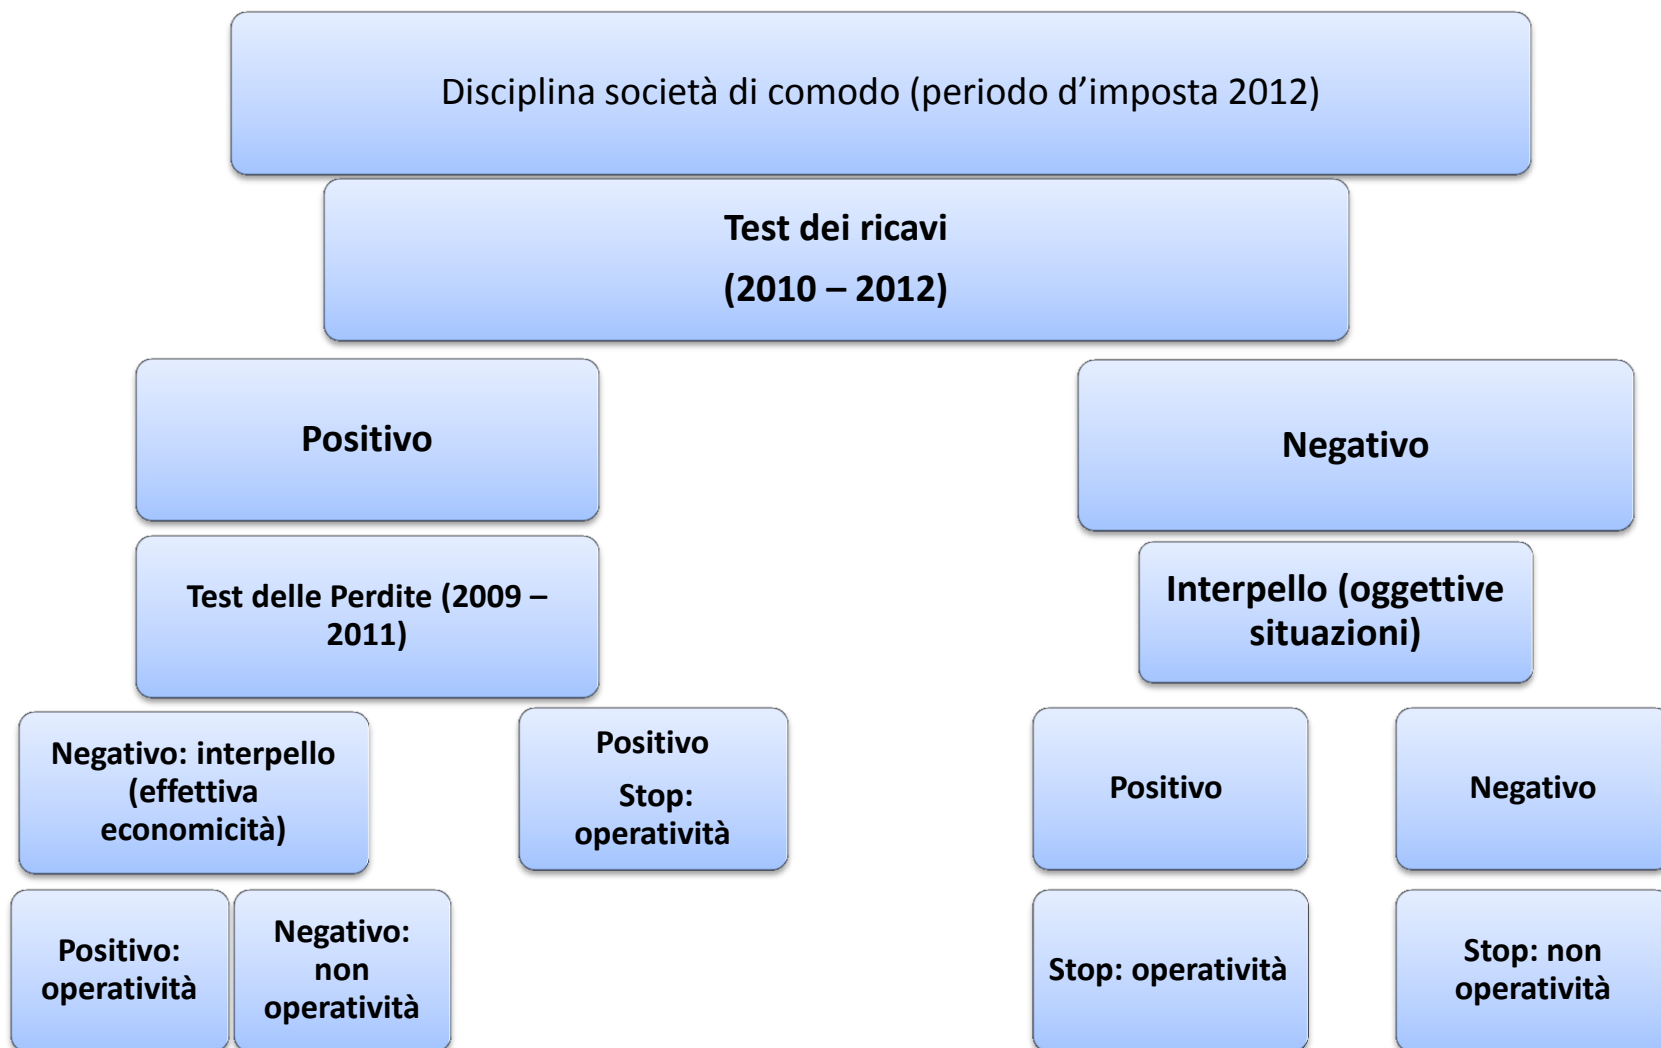 Disciplina società di comodo (periodo d’imposta 2012)
Test dei ricavi
(2010 – 2012)
Positivo
Negativo
Test delle Perdite (2009 –
2011)
Interpello (oggettive
situazioni)
Negativo: interpello
(effettiva
economicità)
Positivo
Stop:
operatività
Positivo
Negativo
Positivo:
operatività
Negativo:
non
operatività
Stop: operatività
Stop: non
operatività